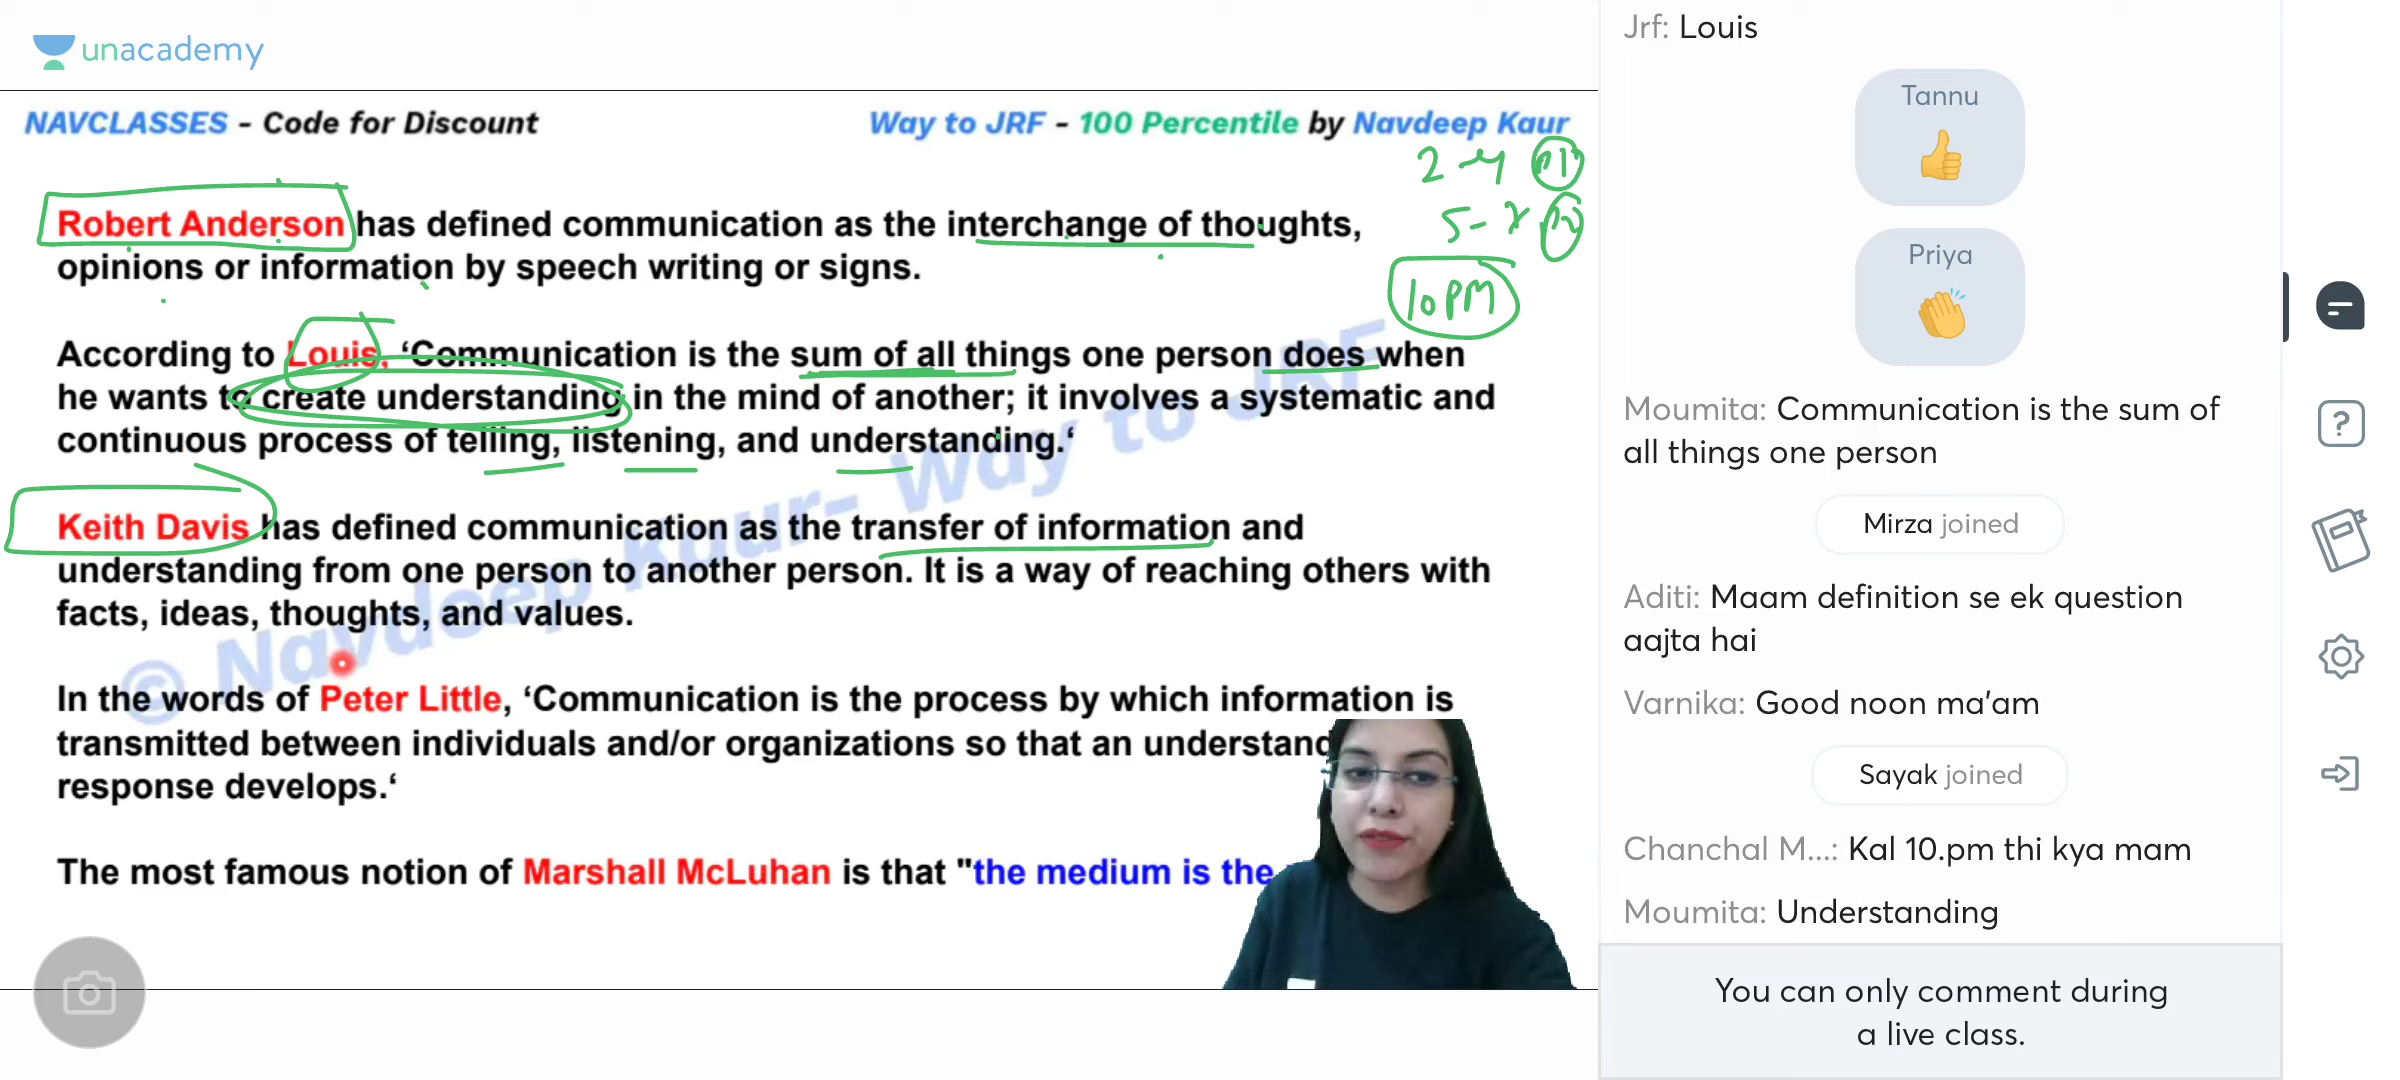 unacademy
NAVCLASSES - Code for Discount
Way to JRF - 100 Percentile by Navdeep Kaur
2-4
5-
10 PM
Robert Anderson has defined communication as the interchange of thoughts,
opinions or information by speech writing or signs.
According to Louis, ‘Communication is the sum of all things one person does when
he wants to create understanding in the mind of another; it involves a systematic and
continuous process of telling, listening, and understanding.‘
Keith Davis has defined communication as the transfer of information and
understanding from one person to another person. It is a way of reaching others with
facts, ideas, thoughts, and values.
In the words of Peter Little, ‘Communication is the process by which information is
transmitted between individuals and/or organizations so that an understand
response develops.‘
The most famous notion of Marshall McLuhan is that "the medium is the
© Navdeep Kaur- Way to JRF
Jrf: Louis
Tannu
Priya
Moumita: Communication is the sum of
all things one person
Mirza joined
Aditi: Maam definition se ek question
aajta hai
Varnika: Good noon ma'am
Sayak joined
Chanchal M...: Kal 10.pm thi kya mam
Moumita: Understanding
You can only comment during
a live class.